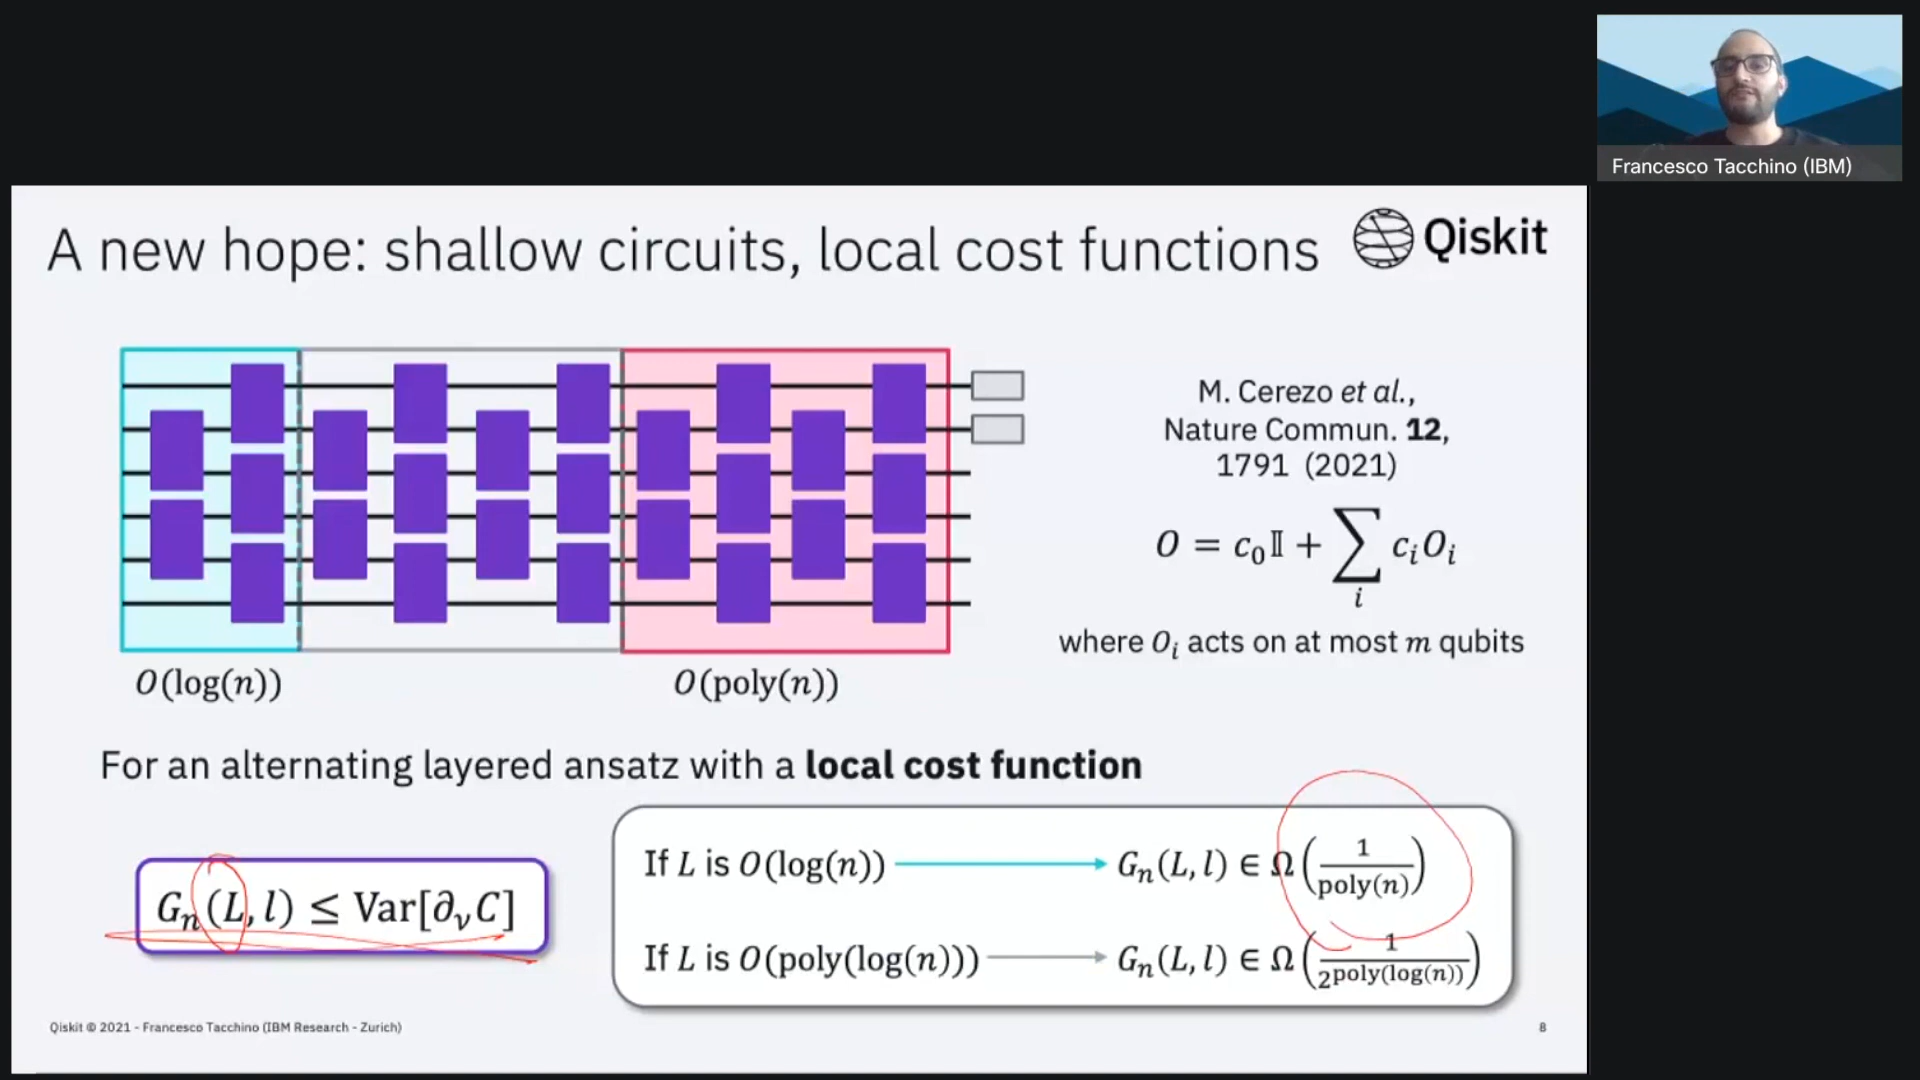 Francesco Tacchino (IBM)
A new hope: shallow circuits, local cost functions
Qiskit
M. Cerezo et al.,
Nature Commun. 12,
1791 (2021)
O = c₀𝕀 + ∑ᵢ cᵢOᵢ
where Oᵢ acts on at most m qubits
O(log(n))
O(poly(n))
For an alternating layered ansatz with a local cost function
Gₙ(L, l) ≤ Var[∂ᵥC]
If L is O(log(n)) → Gₙ(L, l) ∈ Ω(1/poly(n))
If L is O(poly(log(n))) → Gₙ(L, l) ∈ Ω(1/2^poly(log(n)))
Qiskit © 2021 - Francesco Tacchino (IBM Research - Zurich)
8